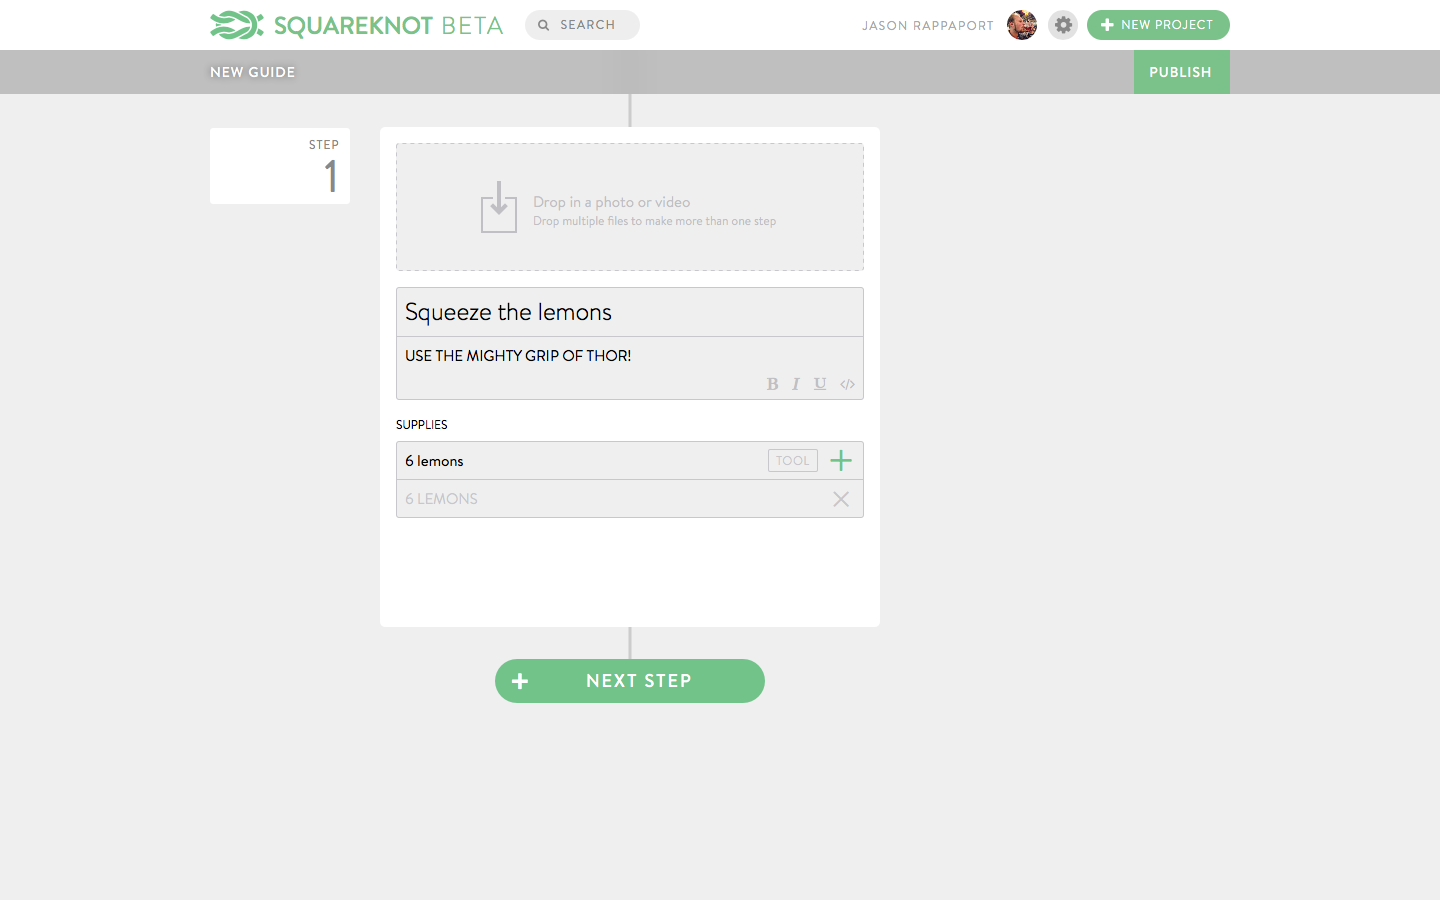 SQUAREKNOT BETA
SEARCH
JASON RAPPAPORT
NEW PROJECT
NEW GUIDE
PUBLISH
STEP
1
Drop in a photo or video
Drop multiple files to make more than one step
Squeeze the lemons
USE THE MIGHTY GRIP OF THOR!
B I U </>
SUPPLIES
6 lemons
TOOL
6 LEMONS
NEXT STEP